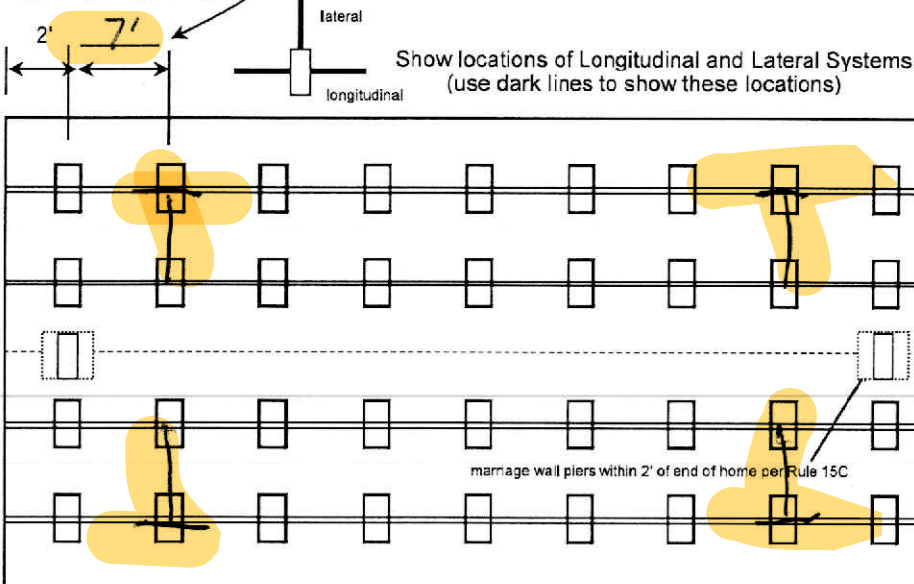 lateral
2' 7'
Show locations of Longitudinal and Lateral Systems
(use dark lines to show these locations)
longitudinal
marriage wall piers within 2' of end of home per Rule 15C